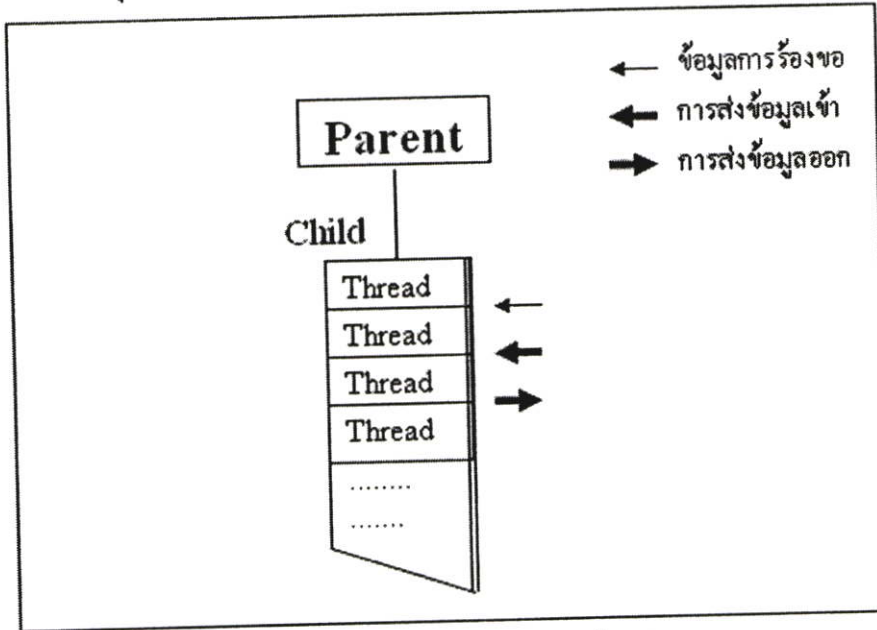 ข้อมูลการร้องขอ
การส่งข้อมูลเข้า
การส่งข้อมูลออก
Parent
Child
Thread
Thread
Thread
Thread
........
.......